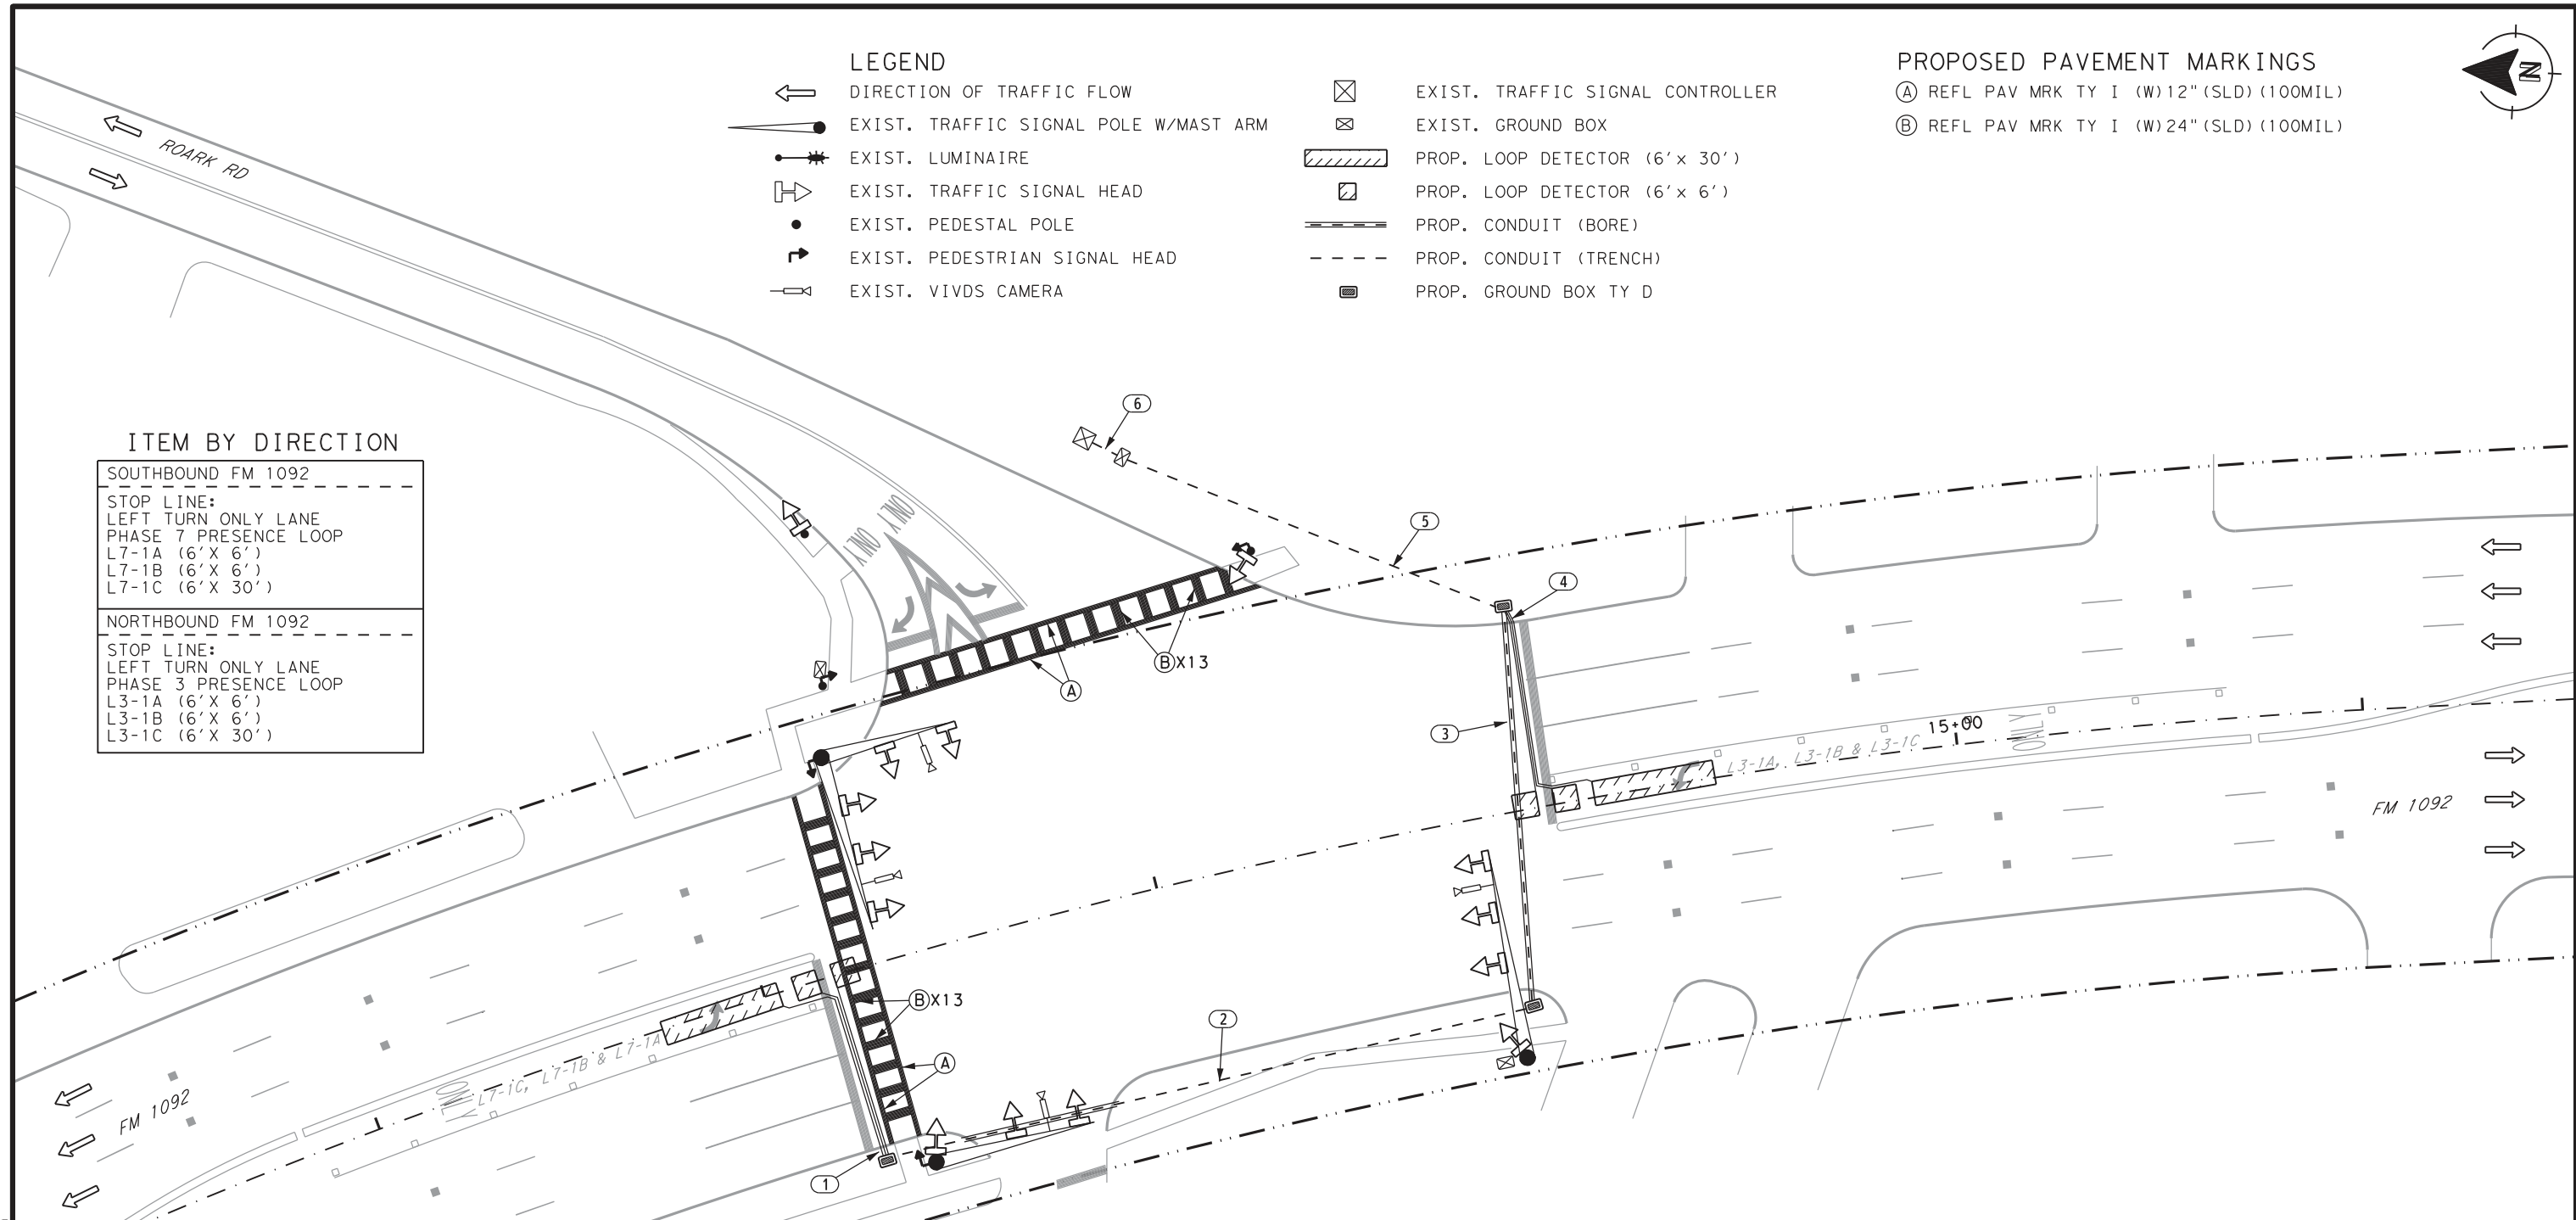 LEGEND
DIRECTION OF TRAFFIC FLOW
EXIST. TRAFFIC SIGNAL POLE W/MAST ARM
EXIST. LUMINAIRE
EXIST. TRAFFIC SIGNAL HEAD
EXIST. PEDESTAL POLE
EXIST. PEDESTRIAN SIGNAL HEAD
EXIST. VIVDS CAMERA
EXIST. TRAFFIC SIGNAL CONTROLLER
EXIST. GROUND BOX
PROP. LOOP DETECTOR (6'x 30')
PROP. LOOP DETECTOR (6'x 6')
PROP. CONDUIT (BORE)
PROP. CONDUIT (TRENCH)
PROP. GROUND BOX TY D
PROPOSED PAVEMENT MARKINGS
A REFL PAV MRK TY I (W)12"(SLD)(100MIL)
B REFL PAV MRK TY I (W)24"(SLD)(100MIL)
N
ROARK RD
ITEM BY DIRECTION
SOUTHBOUND FM 1092
STOP LINE:
LEFT TURN ONLY LANE
PHASE 7 PRESENCE LOOP
L7-1A (6'X 6')
L7-1B (6'X 6')
L7-1C (6'X 30')
NORTHBOUND FM 1092
STOP LINE:
LEFT TURN ONLY LANE
PHASE 3 PRESENCE LOOP
L3-1A (6'X 6')
L3-1B (6'X 6')
L3-1C (6'X 30')
6
5
4
ONLY
ONLY
BX13
A
3
15+00
ONLY
L3-1A, L3-1B & L3-1C
FM 1092
BX13
2
A
L7-1C, L7-1B & L7-1A
ONLY
FM 1092
1